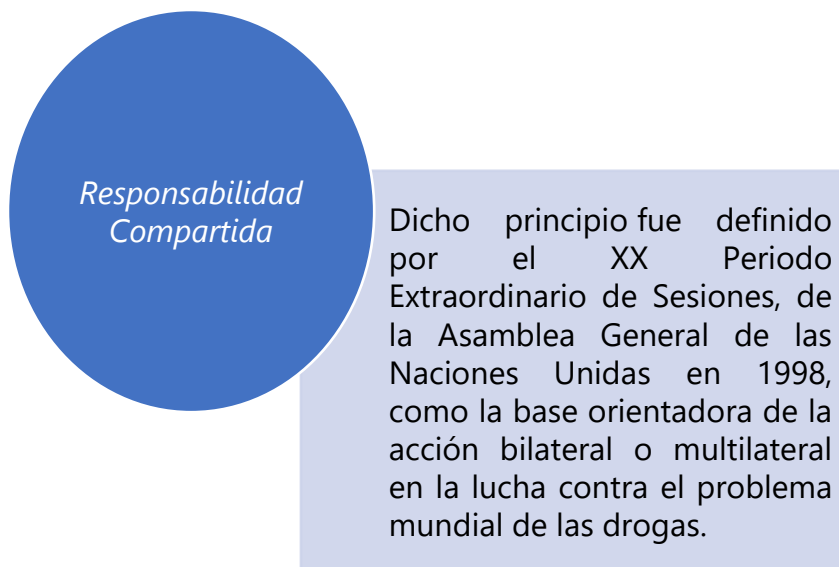 Responsabilidad
Compartida
Dicho principio fue definido
por el XX Periodo
Extraordinario de Sesiones, de
la Asamblea General de las
Naciones Unidas en 1998,
como la base orientadora de la
acción bilateral o multilateral
en la lucha contra el problema
mundial de las drogas.